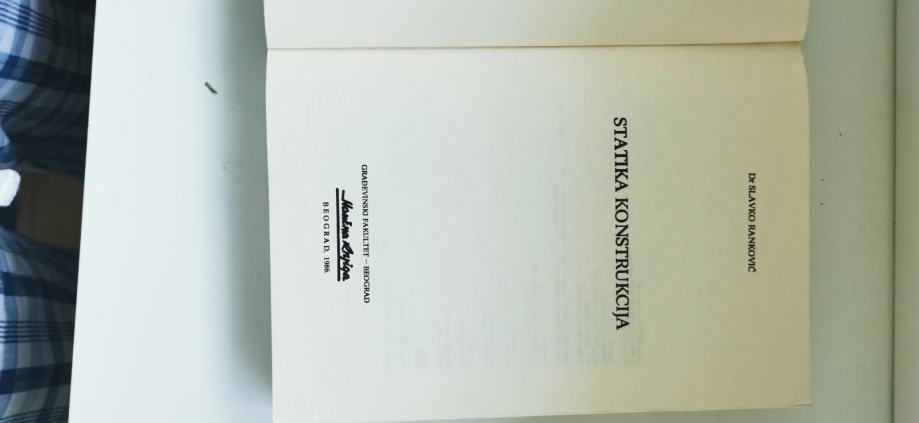 Dr SLAVKO RANKOVIĆ
STATIKA KONSTRUKCIJA
GRAĐEVINSKI FAKULTET – BEOGRAD
Naučna knjiga
BEOGRAD, 1986.